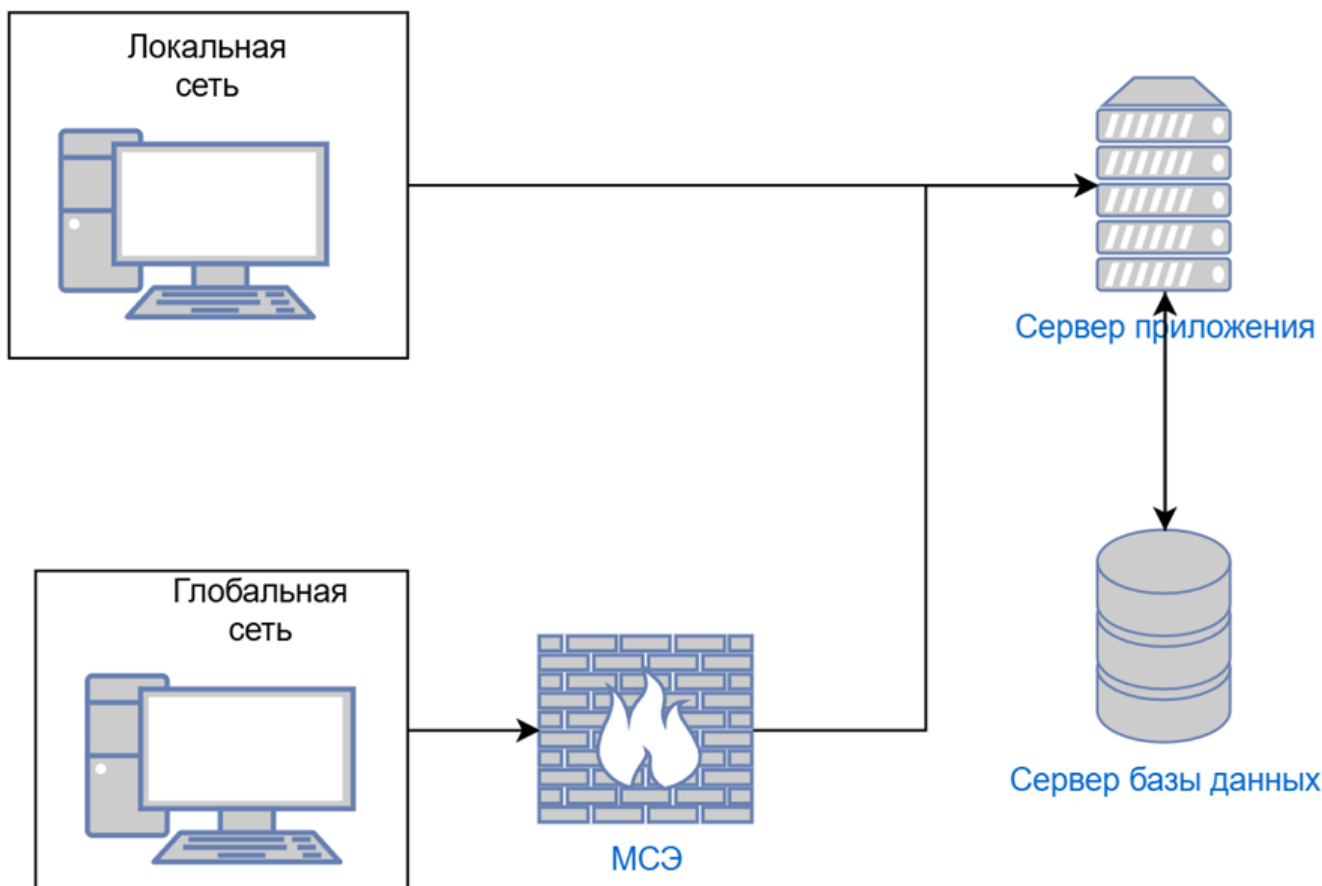 Локальная
сеть
Сервер приложения
Глобальная
сеть
Сервер базы данных
МСЭ